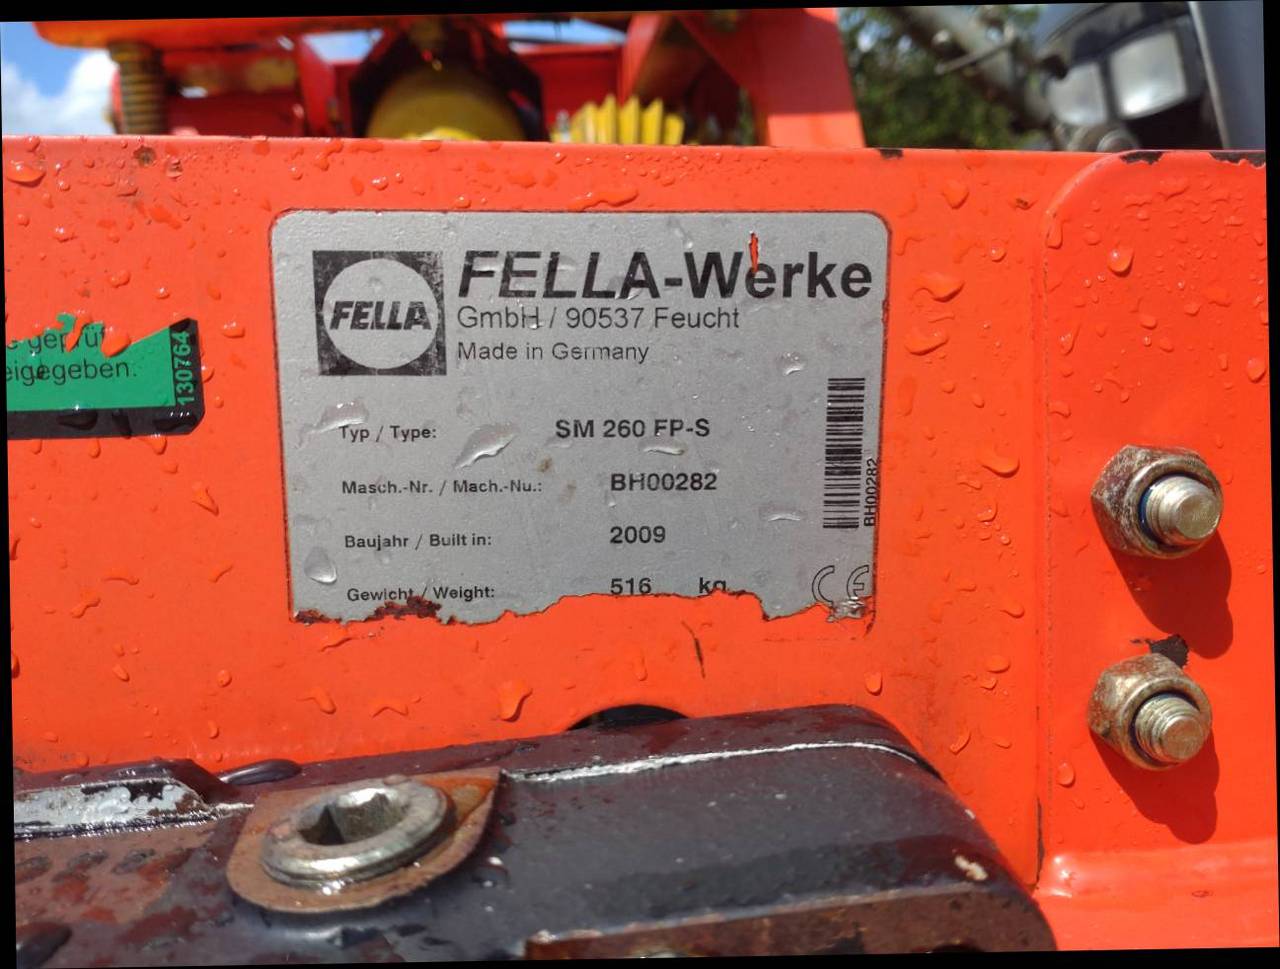 FELLA
FELLA-Werke
GmbH / 90537 Feucht
Made in Germany
Typ / Type: SM 260 FP-S
Masch.-Nr. / Mach.-Nu.: BH00282
Baujahr / Built in: 2009
Gewicht / Weight: 516 kg
CE
BH00282
geprüf
eigegeben.
130764